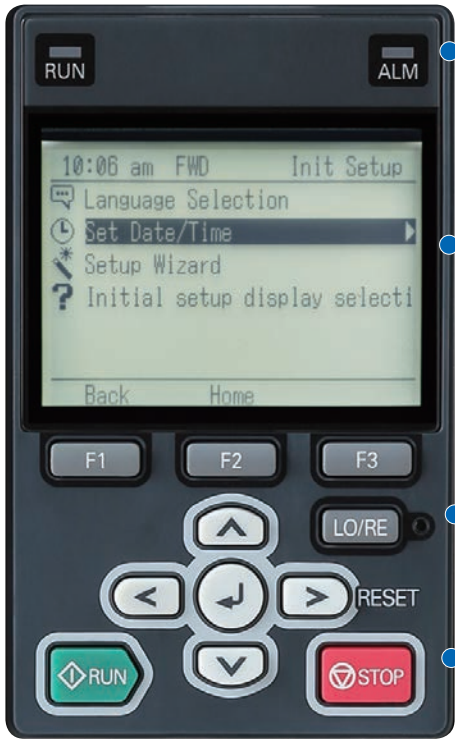 RUN
ALM
10:06 am FWD Init Setup
Language Selection
Set Date/Time
Setup Wizard
? Initial setup display selecti
Back Home
F1 F2 F3
LO/RE
RESET
RUN
STOP